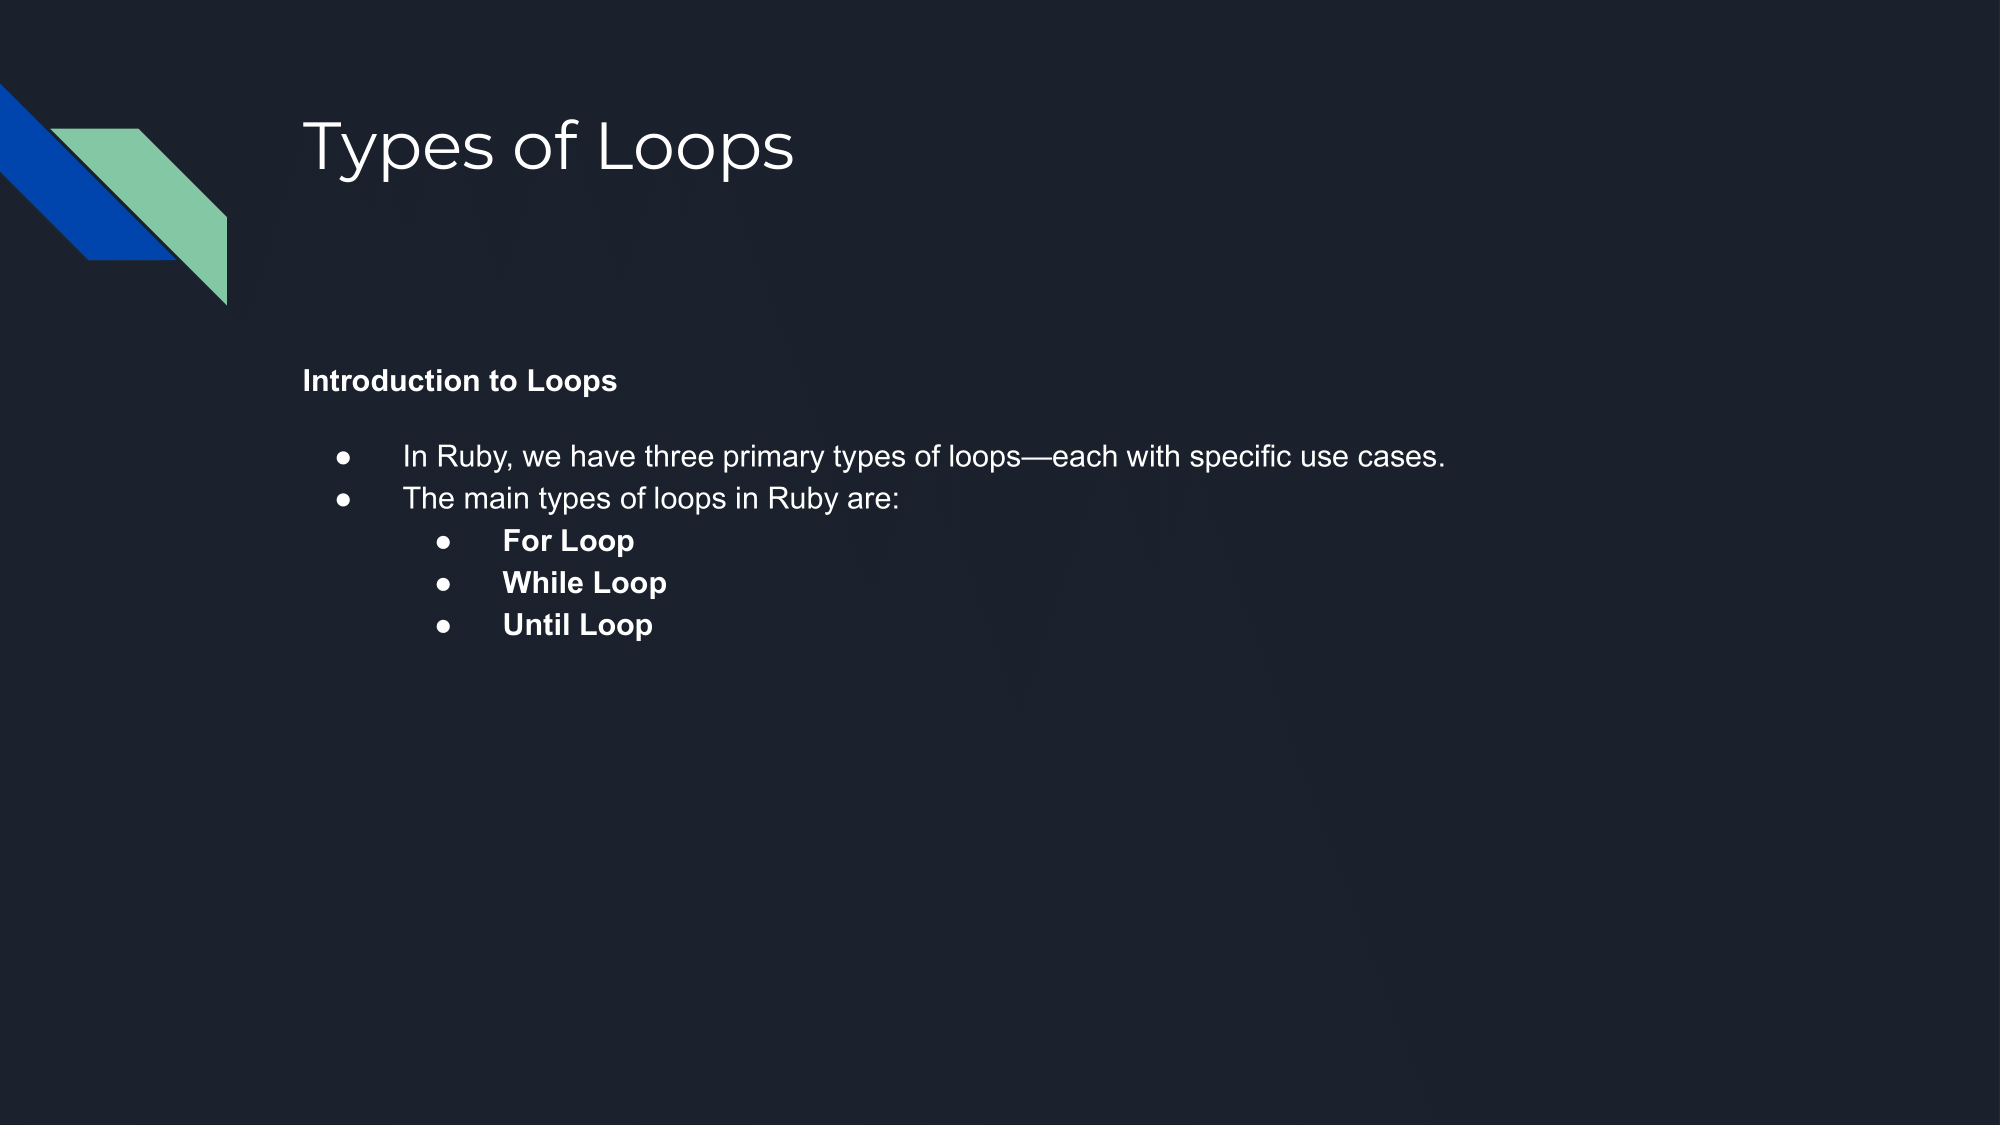 Types of Loops
Introduction to Loops
● In Ruby, we have three primary types of loops—each with specific use cases.
● The main types of loops in Ruby are:
● For Loop
● While Loop
● Until Loop